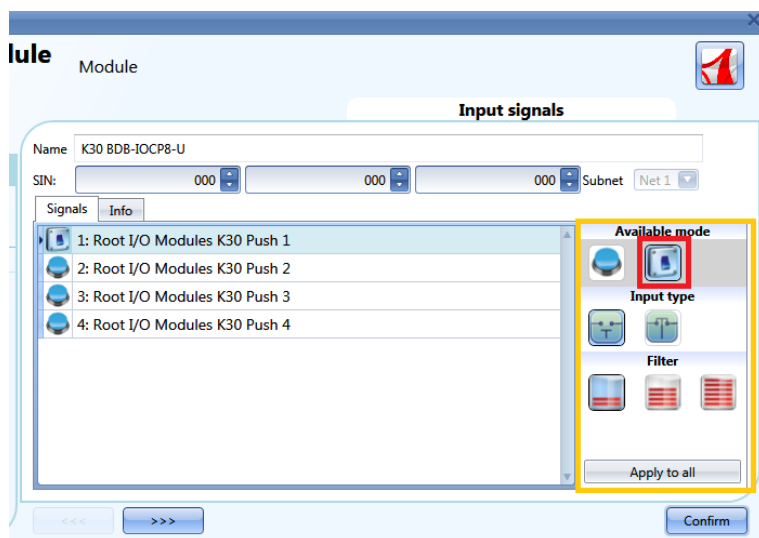 lule
Module
Input signals
Name K30 BDB-IOCP8-U
SIN: 000 000 000 Subnet Net 1
Signals Info
1: Root I/O Modules K30 Push 1
2: Root I/O Modules K30 Push 2
3: Root I/O Modules K30 Push 3
4: Root I/O Modules K30 Push 4
Available mode
Input type
Filter
Apply to all
<<< >>> Confirm